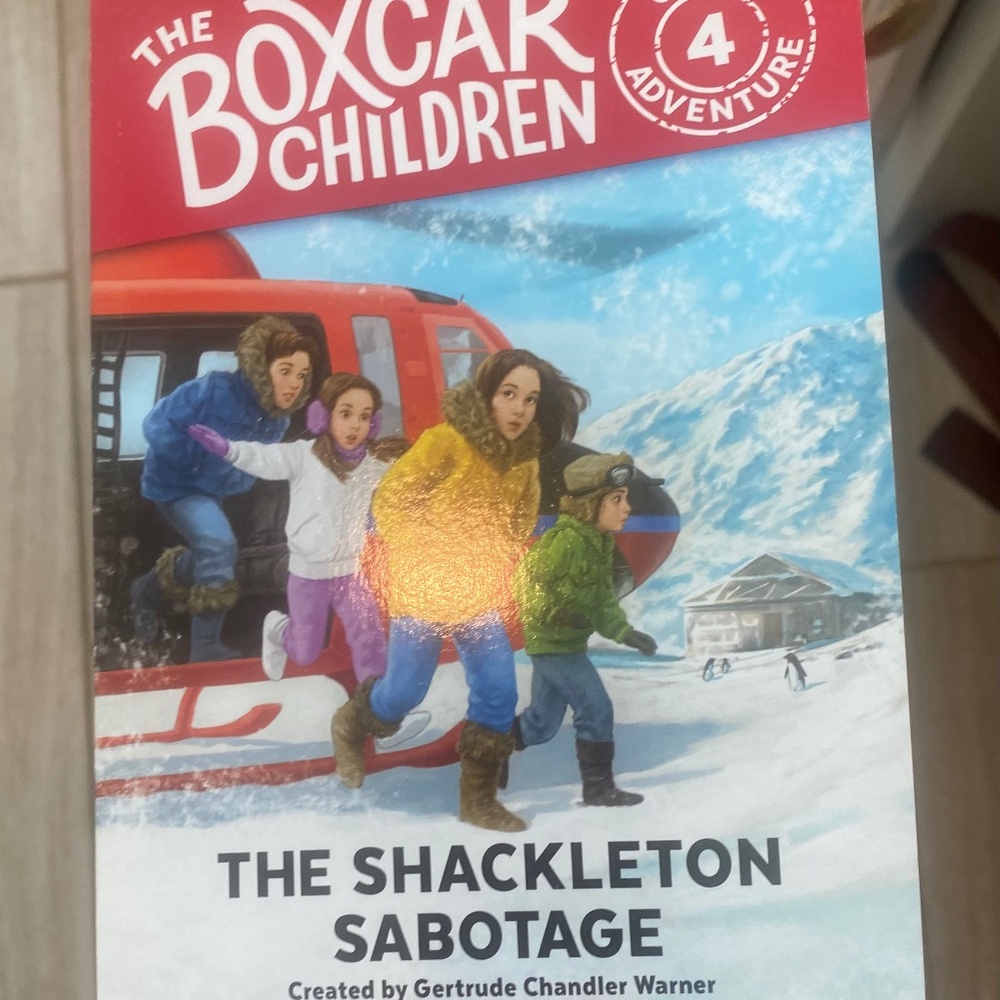 THE
BOXCAR
CHILDREN
4
ADVENTURE
THE SHACKLETON
SABOTAGE
Created by Gertrude Chandler Warner